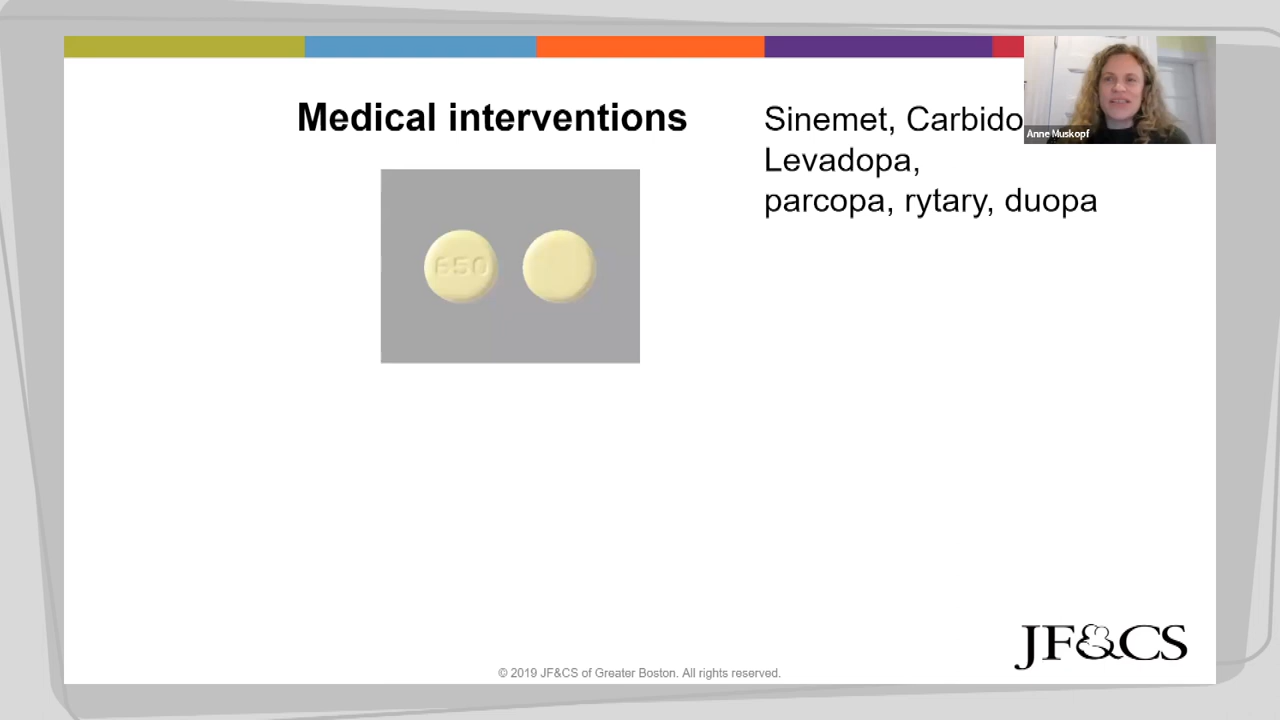 Medical interventions
Sinemet, Carbido
Levadopa,
parcopa, rytary, duopa
Anne Muskopf
JF&CS
© 2019 JF&CS of Greater Boston. All rights reserved.